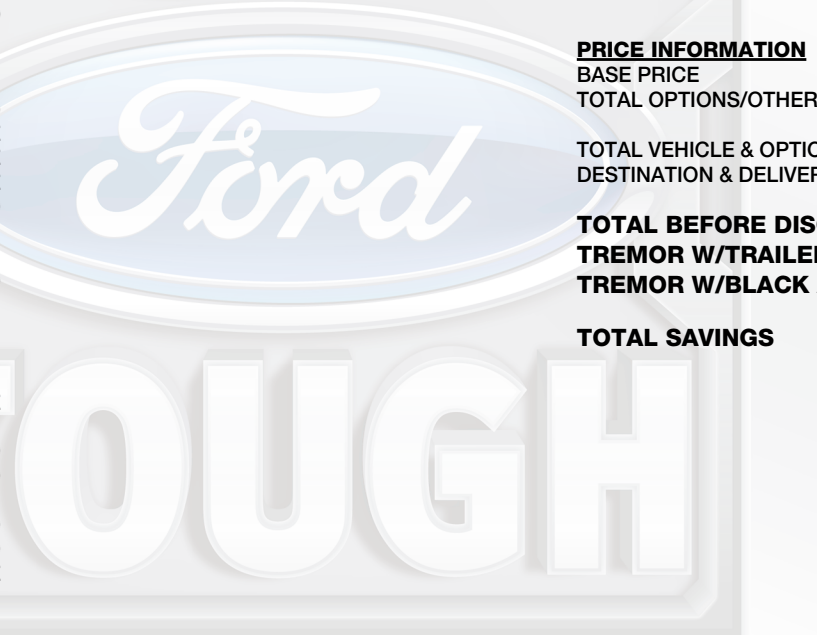 Ford
TOUGH
PRICE INFORMATION
BASE PRICE
TOTAL OPTIONS/OTHER
TOTAL VEHICLE & OPTIO
DESTINATION & DELIVER
TOTAL BEFORE DIS
TREMOR W/TRAILE
TREMOR W/BLACK
TOTAL SAVINGS